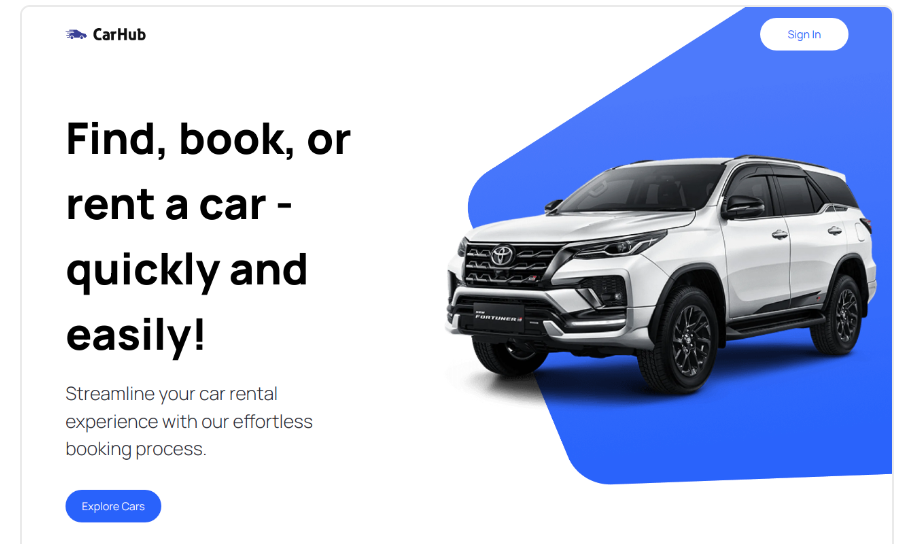 CarHub
Sign In
Find, book, or
rent a car -
quickly and
easily!
Streamline your car rental
experience with our effortless
booking process.
Explore Cars
FORTUNER